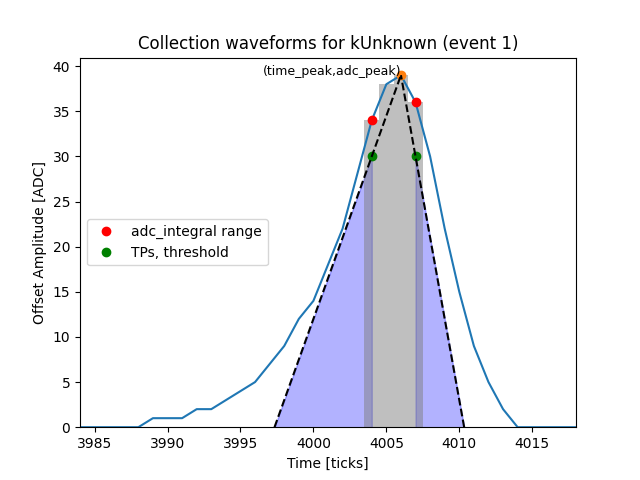 Collection waveforms for kUnknown (event 1)
(time_peak,adc_peak)
40
35
30
25
20
15
10
5
0
Offset Amplitude [ADC]
adc_integral range
TPs, threshold
3985 3990 3995 4000 4005 4010 4015
Time [ticks]